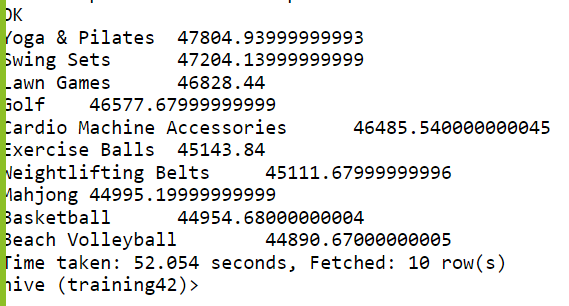 OK
Yoga & Pilates 47804.93999999993
Swing Sets 47204.13999999999
Lawn Games 46828.44
Golf 46577.67999999999
Cardio Machine Accessories 46485.540000000045
Exercise Balls 45143.84
Weightlifting Belts 45111.67999999996
Mahjong 44995.19999999999
Basketball 44954.68000000004
Beach Volleyball 44890.67000000005
Time taken: 52.054 seconds, Fetched: 10 row(s)
hive (training42)>